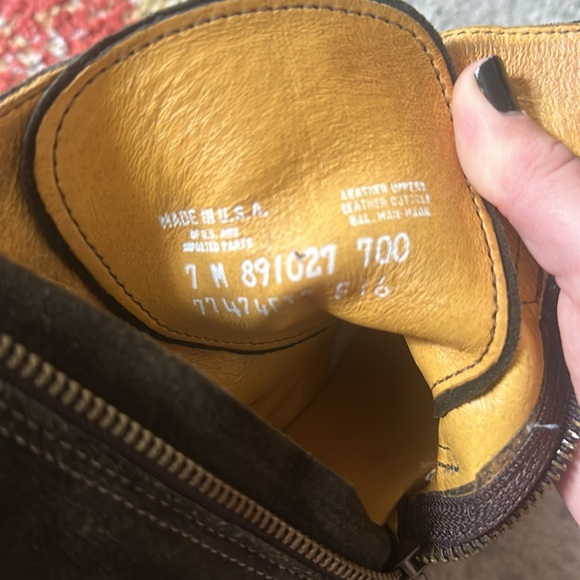 MADE IN U.S.A.
OF U.S. AND
IMPORTED PARTS
LEATHER UPPERS
LEATHER OUTSOLE
BAL. MAN-MADE
7 M 891027 700